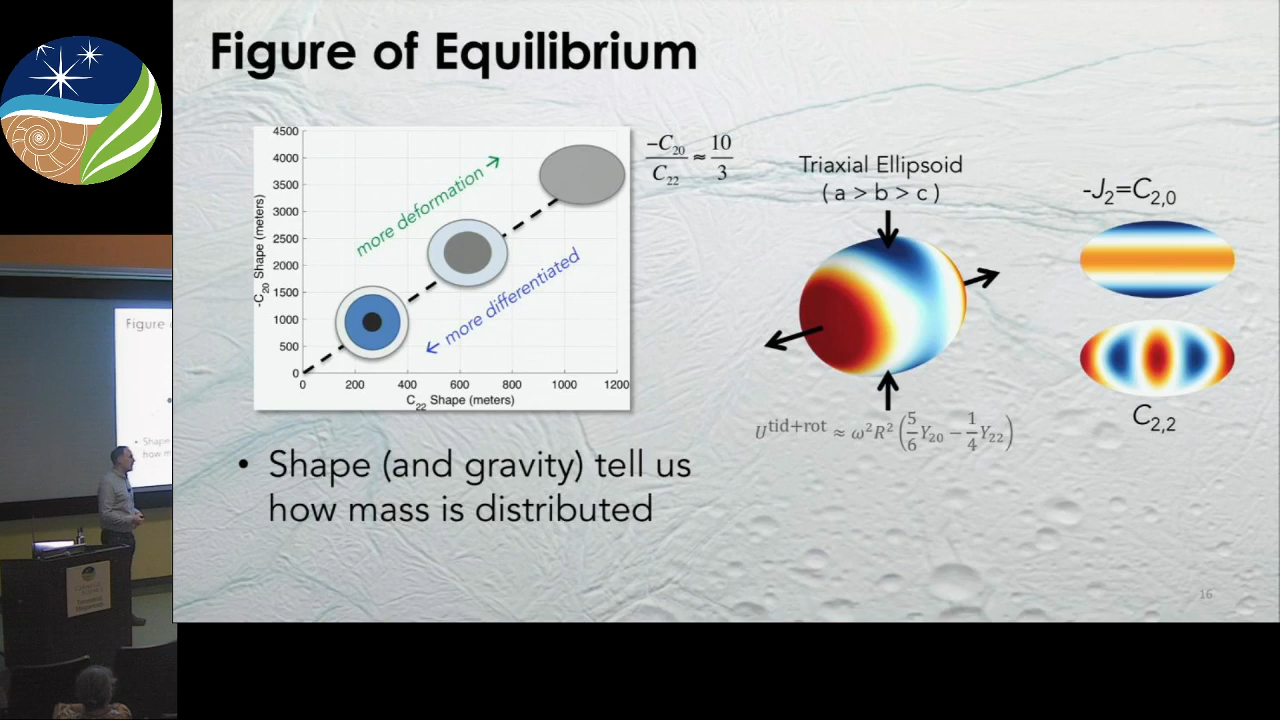 Figure of Equilibrium
4500
4000
3500
3000
2500
2000
1500
1000
500
0
-C20 Shape (meters)
0 200 400 600 800 1000 1200
C22 Shape (meters)
more deformation
more differentiated
−C20/C22 ≈ 10/3
Triaxial Ellipsoid
( a > b > c )
U^tid+rot ≈ ω²R² (5/6 Y20 − 1/4 Y22)
-J2=C2,0
C2,2
• Shape (and gravity) tell us
how mass is distributed
16
Figure
• Shape
how m